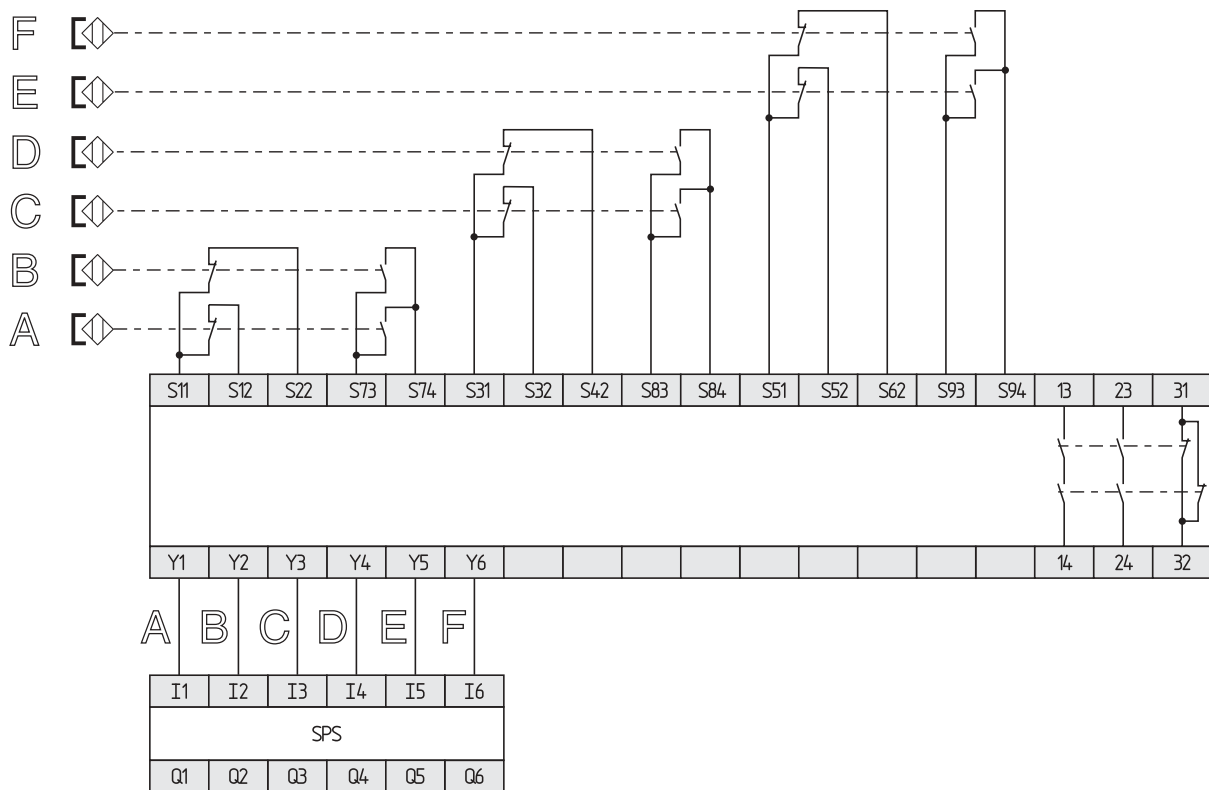 F
E
D
C
B
A
S11 S12 S22 S73 S74 S31 S32 S42 S83 S84 S51 S52 S62 S93 S94 13 23 31
Y1 Y2 Y3 Y4 Y5 Y6 14 24 32
A B C D E F
I1 I2 I3 I4 I5 I6
SPS
Q1 Q2 Q3 Q4 Q5 Q6